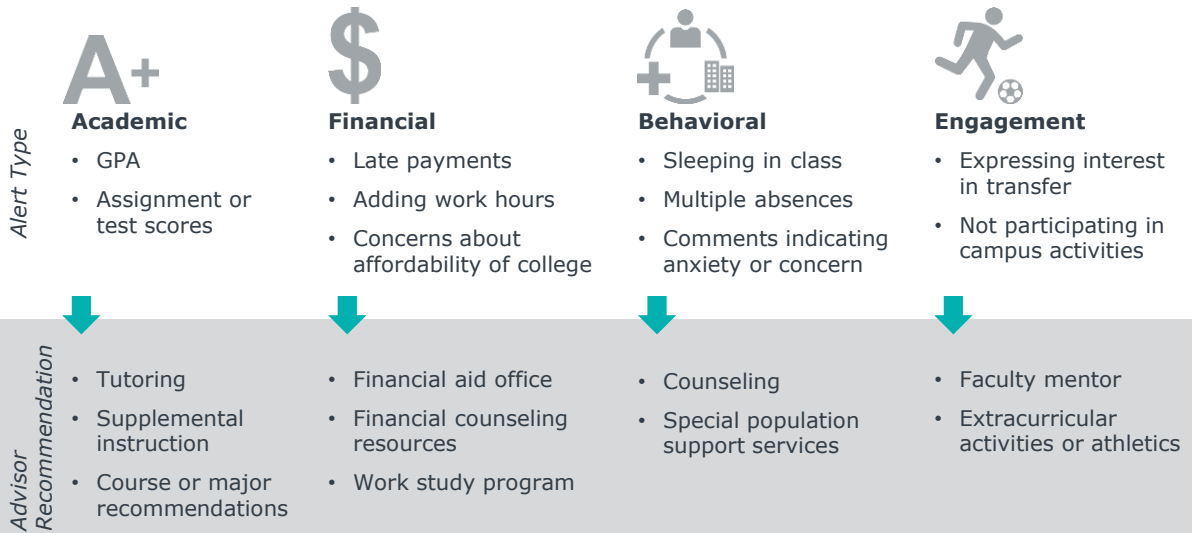 A+
$
Alert Type
Academic
• GPA
• Assignment or
test scores
Financial
• Late payments
• Adding work hours
• Concerns about
affordability of college
Behavioral
• Sleeping in class
• Multiple absences
• Comments indicating
anxiety or concern
Engagement
• Expressing interest
in transfer
• Not participating in
campus activities
Advisor
Recommendation
• Tutoring
• Supplemental
instruction
• Course or major
recommendations
• Financial aid office
• Financial counseling
resources
• Work study program
• Counseling
• Special population
support services
• Faculty mentor
• Extracurricular
activities or athletics